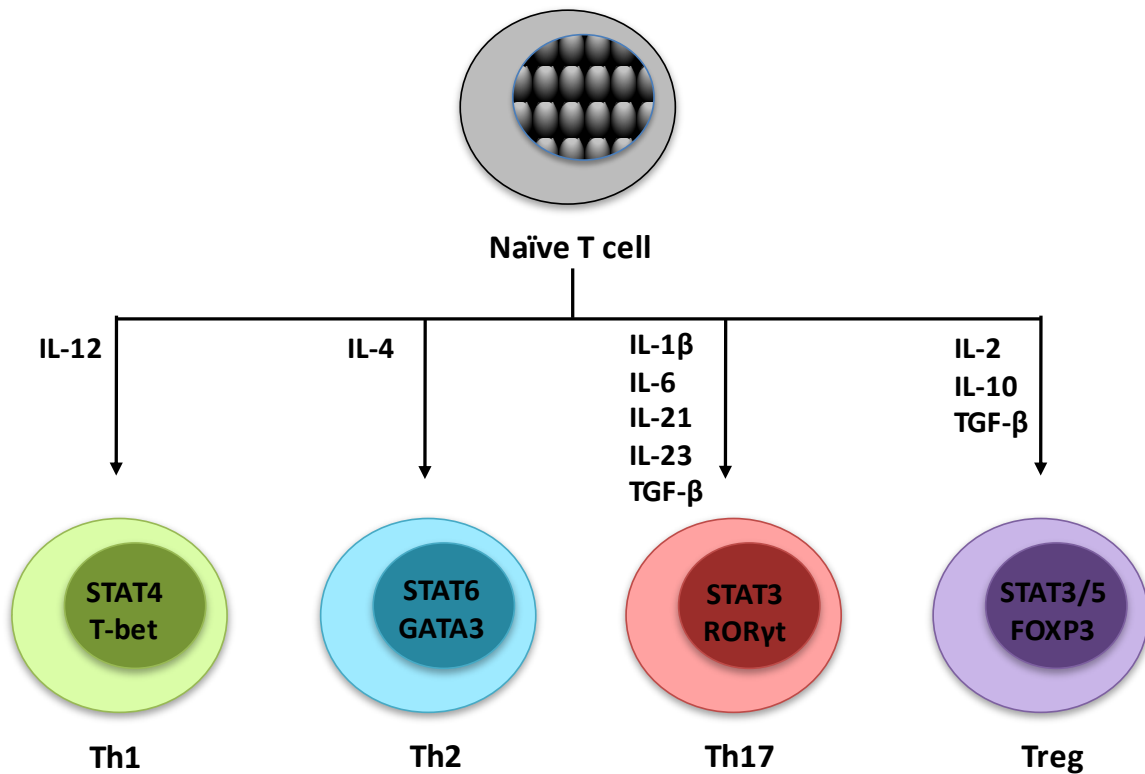 Naïve T cell
IL-12
IL-4
IL-1β
IL-6
IL-21
IL-23
TGF-β
IL-2
IL-10
TGF-β
STAT4
T-bet
STAT6
GATA3
STAT3
RORγt
STAT3/5
FOXP3
Th1
Th2
Th17
Treg